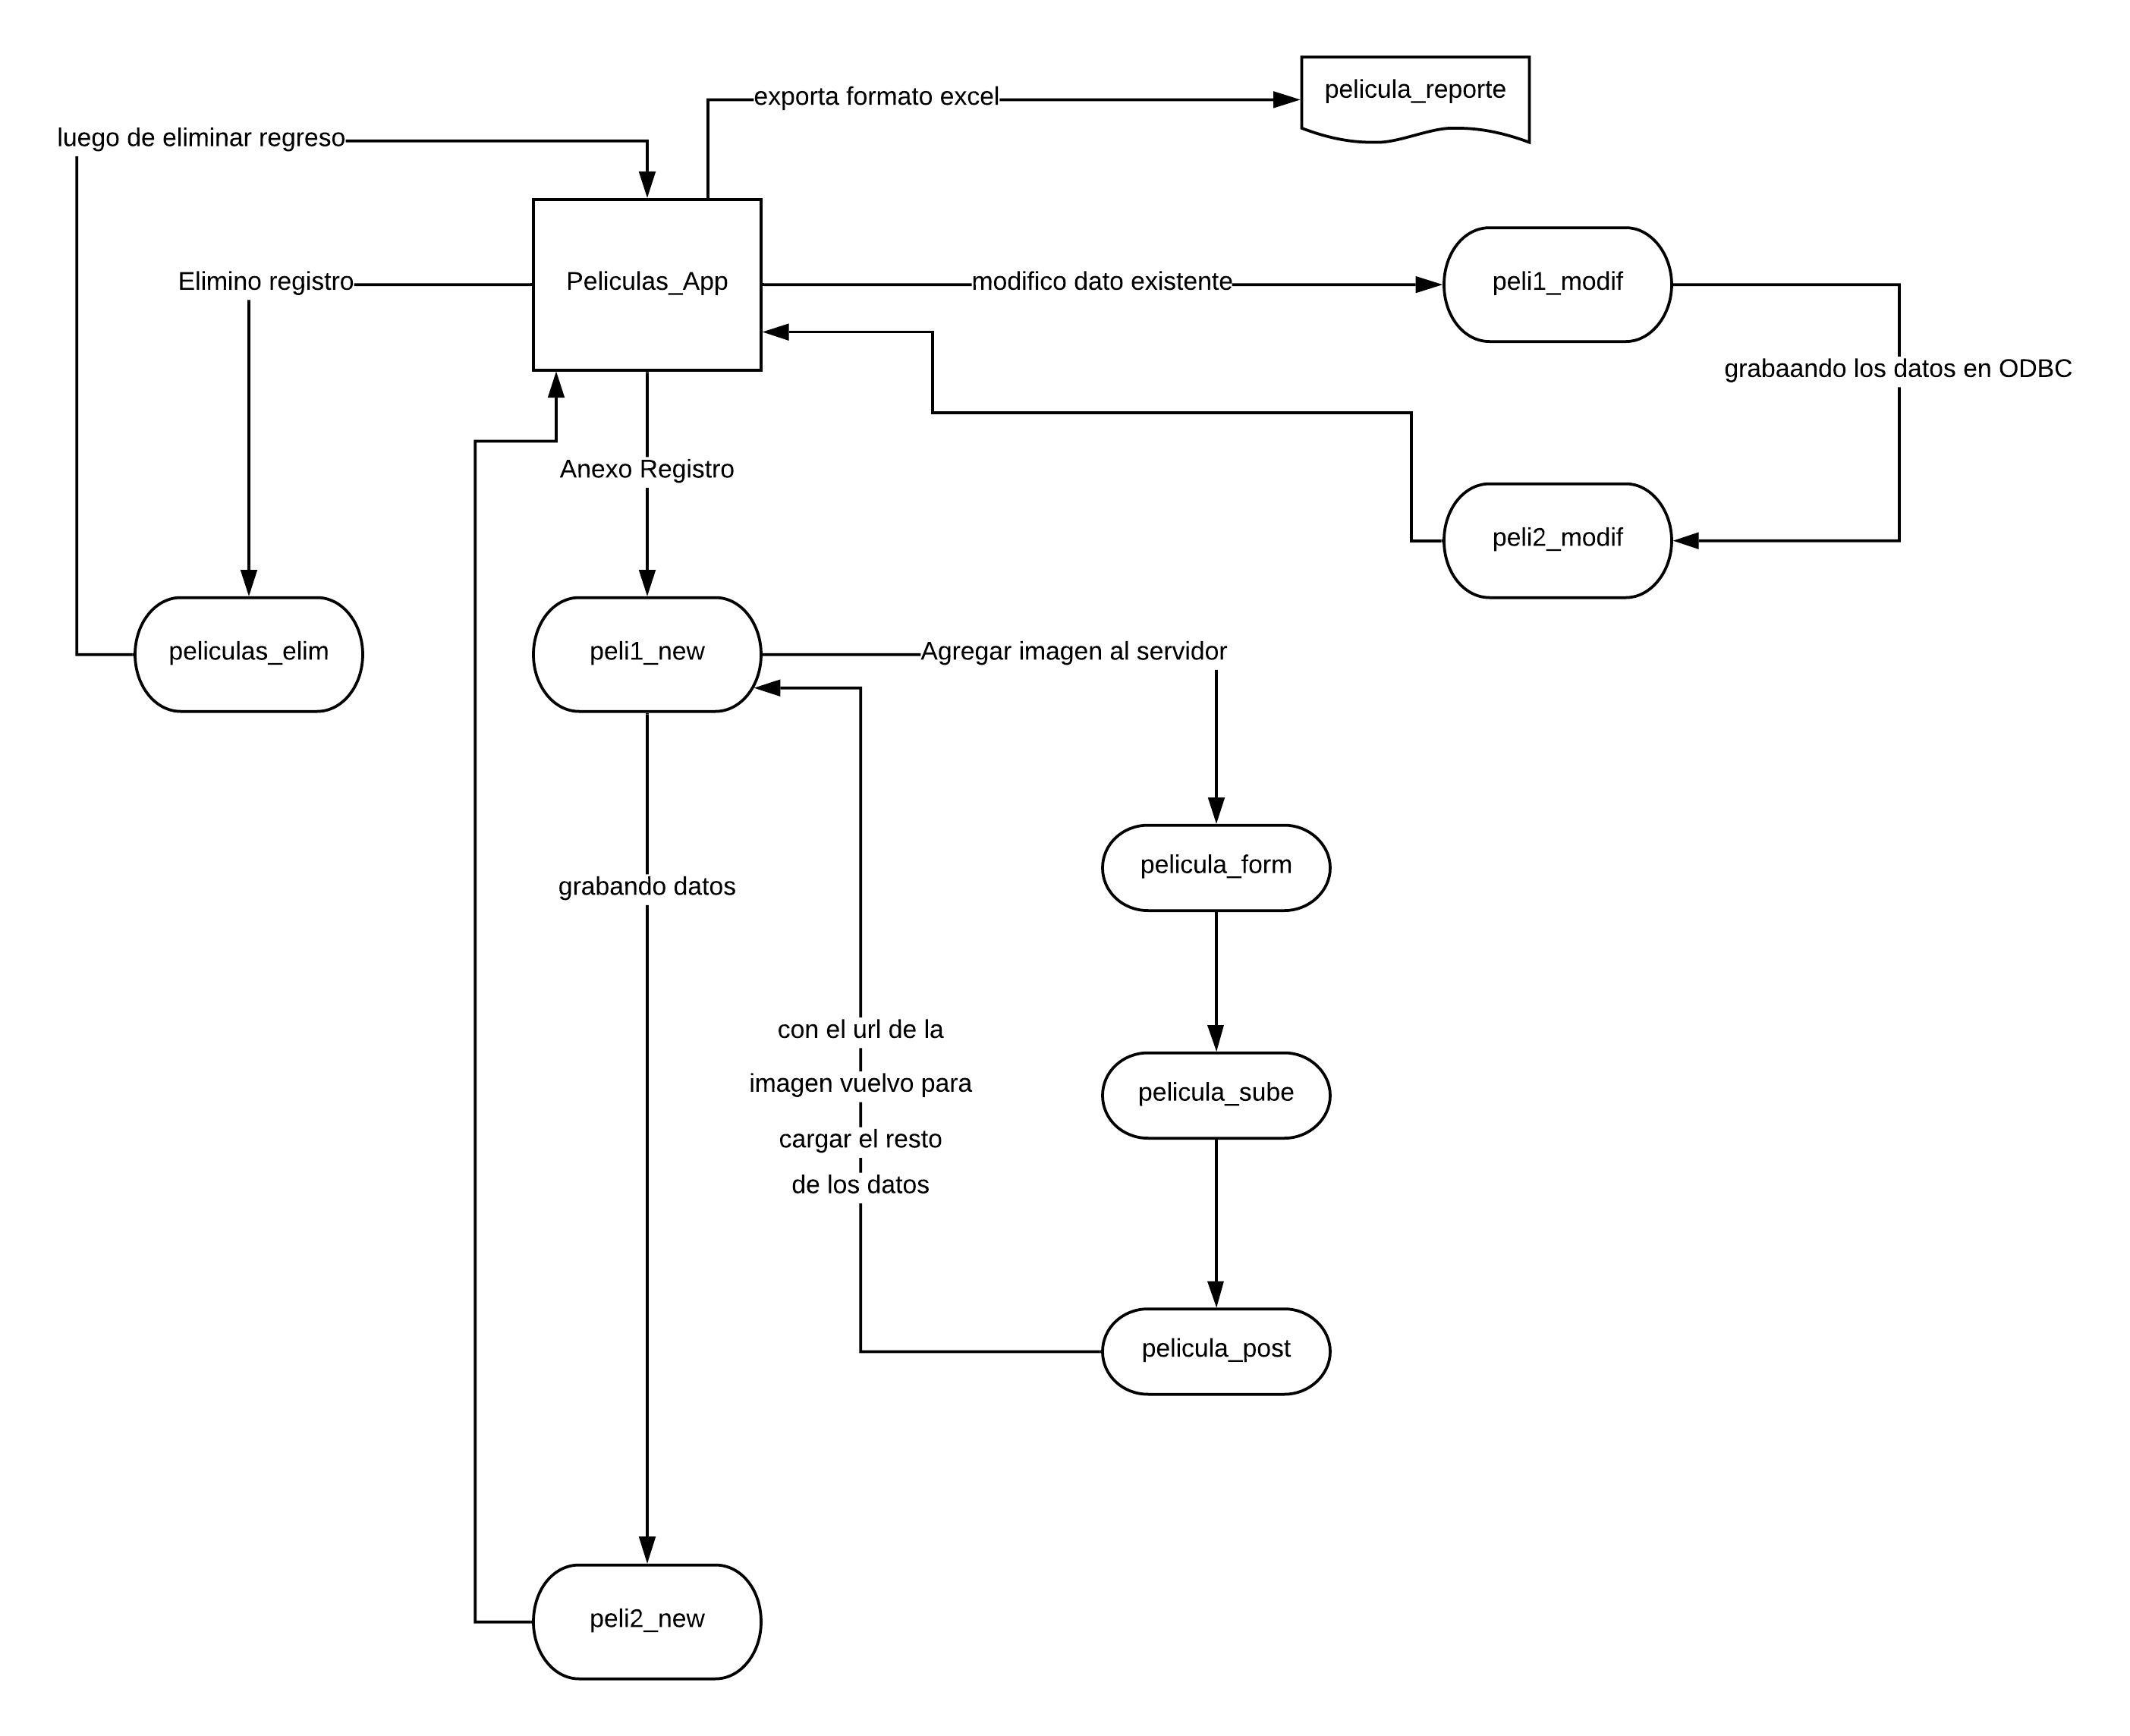 pelicula_reporte
exporta formato excel
luego de eliminar regreso
Elimino registro
Peliculas_App
modifico dato existente
peli1_modif
grabaando los datos en ODBC
Anexo Registro
peli2_modif
peliculas_elim
peli1_new
Agregar imagen al servidor
pelicula_form
grabando datos
con el url de la
imagen vuelvo para
cargar el resto
de los datos
pelicula_sube
pelicula_post
peli2_new